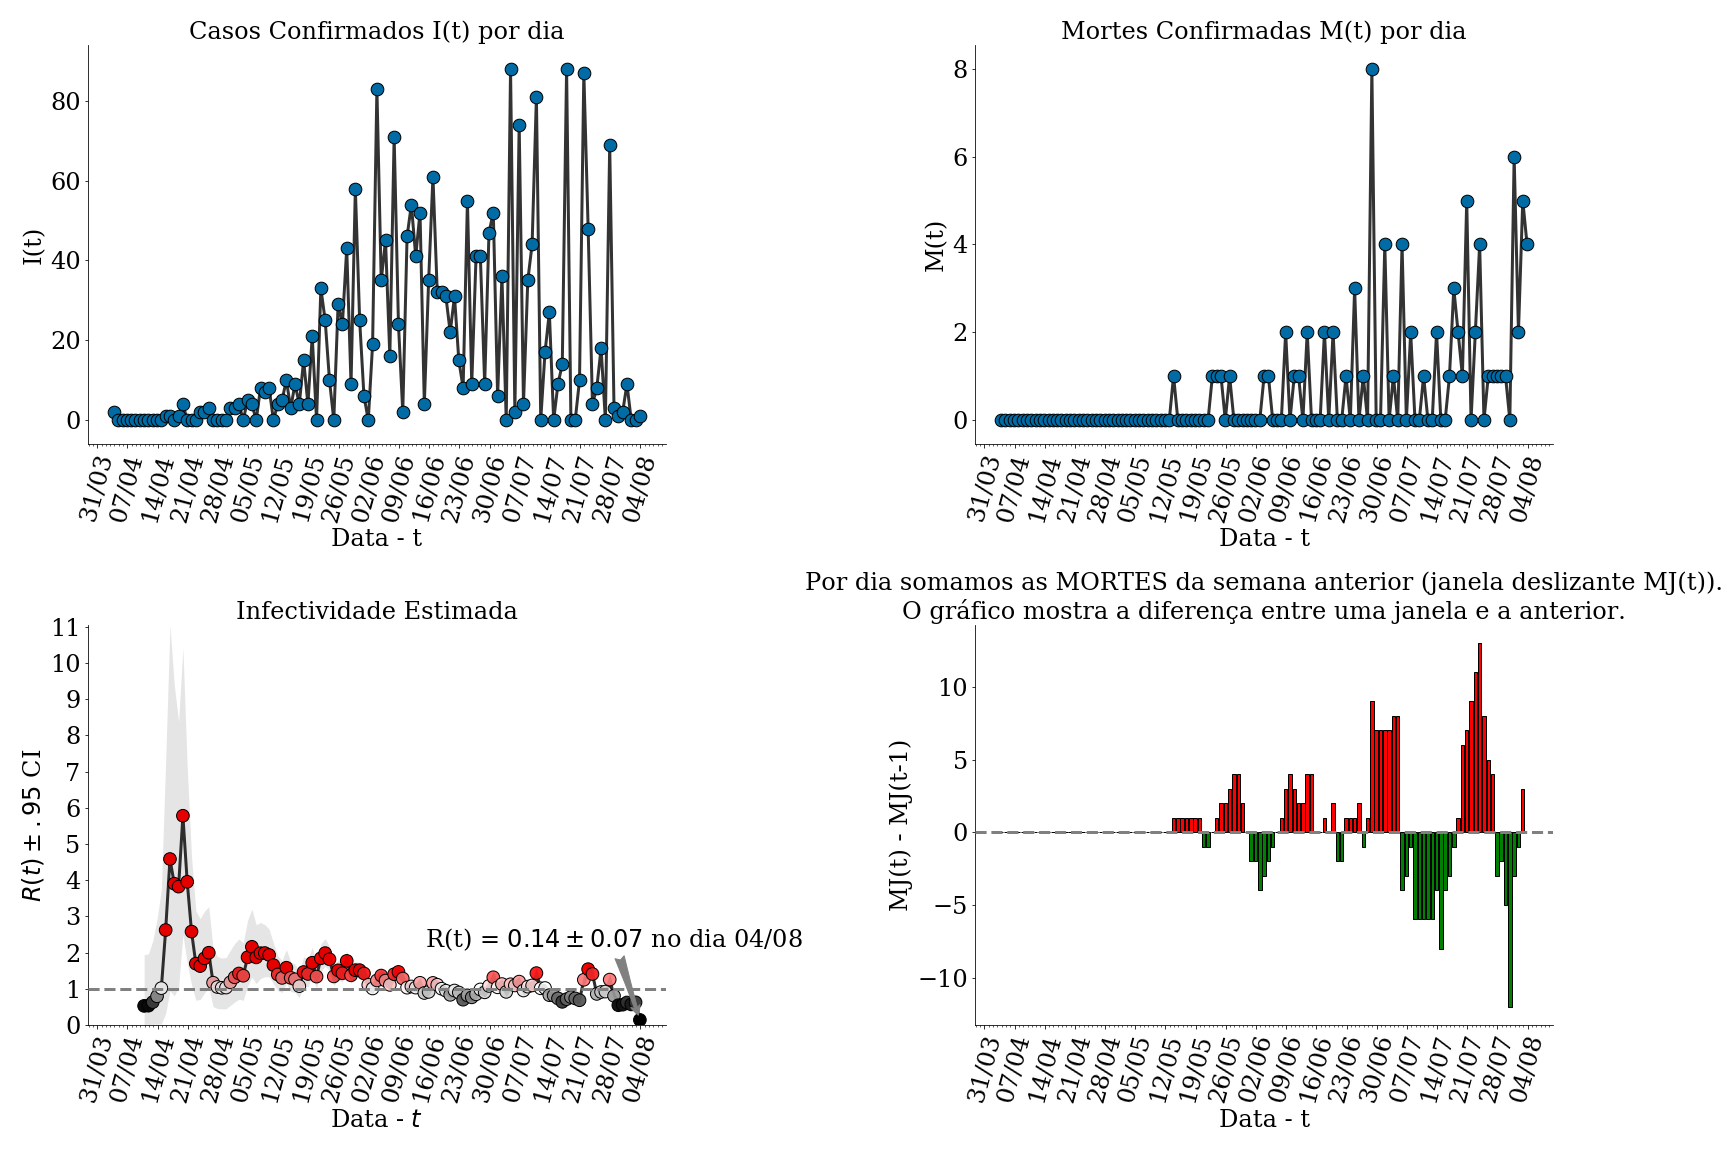 Casos Confirmados I(t) por dia
I(t)
80
60
40
20
0
31/03 07/04 14/04 21/04 28/04 05/05 12/05 19/05 26/05 02/06 09/06 16/06 23/06 30/06 07/07 14/07 21/07 28/07 04/08
Data - t
Mortes Confirmadas M(t) por dia
M(t)
8
6
4
2
0
31/03 07/04 14/04 21/04 28/04 05/05 12/05 19/05 26/05 02/06 09/06 16/06 23/06 30/06 07/07 14/07 21/07 28/07 04/08
Data - t
Infectividade Estimada
R(t) ± .95 CI
11
10
9
8
7
6
5
4
3
2
1
0
R(t) = 0.14 ± 0.07 no dia 04/08
31/03 07/04 14/04 21/04 28/04 05/05 12/05 19/05 26/05 02/06 09/06 16/06 23/06 30/06 07/07 14/07 21/07 28/07 04/08
Data - t
Por dia somamos as MORTES da semana anterior (janela deslizante MJ(t)).
O gráfico mostra a diferença entre uma janela e a anterior.
MJ(t) - MJ(t-1)
10
5
0
−5
−10
31/03 07/04 14/04 21/04 28/04 05/05 12/05 19/05 26/05 02/06 09/06 16/06 23/06 30/06 07/07 14/07 21/07 28/07 04/08
Data - t